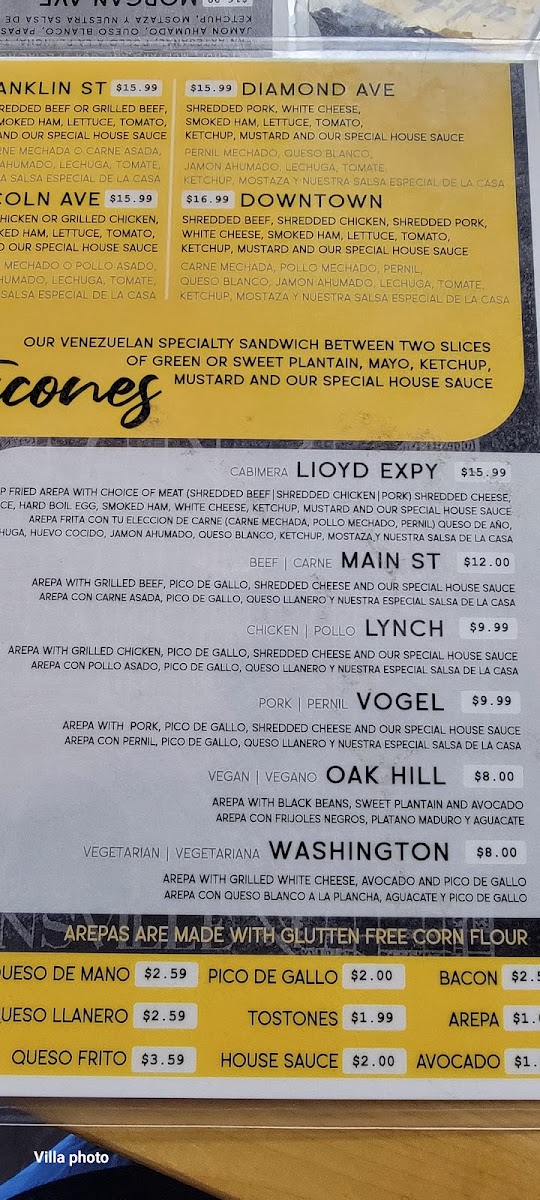 KETCHUP, MOSTAZA Y NUESTRA SALSA DE
JAMON AHUMADO, QUESO BLANCO,
ANKLIN ST $15.99
REDDED BEEF OR GRILLED BEEF,
MOKED HAM, LETTUCE, TOMATO,
AND OUR SPECIAL HOUSE SAUCE
RNE MECHADA O CARNE ASADA,
AHUMADO, LECHUGA, TOMATE,
A SALSA ESPECIAL DE LA CASA
$15.99 DIAMOND AVE
SHREDDED PORK, WHITE CHEESE,
SMOKED HAM, LETTUCE, TOMATO,
KETCHUP, MUSTARD AND OUR SPECIAL HOUSE SAUCE
PERNIL MECHADO, QUESO BLANCO,
JAMON AHUMADO, LECHUGA, TOMATE,
KETCHUP, MOSTAZA Y NUESTRA SALSA ESPECIAL DE LA CASA
COLN AVE $15.99
HICKEN OR GRILLED CHICKEN,
KED HAM, LETTUCE, TOMATO,
D OUR SPECIAL HOUSE SAUCE
MECHADO O POLLO ASADO,
HUMADO, LECHUGA, TOMATE,
SALSA ESPECIAL DE LA CASA
$16.99 DOWNTOWN
SHREDDED BEEF, SHREDDED CHICKEN, SHREDDED PORK,
WHITE CHEESE, SMOKED HAM, LETTUCE, TOMATO,
KETCHUP, MUSTARD AND OUR SPECIAL HOUSE SAUCE
CARNE MECHADA, POLLO MECHADO, PERNIL,
QUESO BLANCO, JAMON AHUMADO, LECHUGA, TOMATE,
KETCHUP, MOSTAZA Y NUESTRA SALSA ESPECIAL DE LA CASA
OUR VENEZUELAN SPECIALTY SANDWICH BETWEEN TWO SLICES
OF GREEN OR SWEET PLANTAIN, MAYO, KETCHUP,
icones MUSTARD AND OUR SPECIAL HOUSE SAUCE
CABIMERA LIOYD EXPY $15.99
P FRIED AREPA WITH CHOICE OF MEAT (SHREDDED BEEF|SHREDDED CHICKEN|PORK) SHREDDED CHEESE,
CE, HARD BOIL EGG, SMOKED HAM, WHITE CHEESE, KETCHUP, MUSTARD AND OUR SPECIAL HOUSE SAUCE
AREPA FRITA CON TU ELECCION DE CARNE (CARNE MECHADA, POLLO MECHADO, PERNIL) QUESO DE AÑO,
HUGA, HUEVO COCIDO, JAMON AHUMADO, QUESO BLANCO, KETCHUP, MOSTAZA Y NUESTRA SALSA DE LA CASA
BEEF | CARNE MAIN ST $12.00
AREPA WITH GRILLED BEEF, PICO DE GALLO, SHREDDED CHEESE AND OUR SPECIAL HOUSE SAUCE
AREPA CON CARNE ASADA, PICO DE GALLO, QUESO LLANERO Y NUESTRA ESPECIAL SALSA DE LA CASA
CHICKEN | POLLO LYNCH $9.99
AREPA WITH GRILLED CHICKEN, PICO DE GALLO, SHREDDED CHEESE AND OUR SPECIAL HOUSE SAUCE
AREPA CON POLLO ASADO, PICO DE GALLO, QUESO LLANERO Y NUESTRA ESPECIAL SALSA DE LA CASA
PORK | PERNIL VOGEL $9.99
AREPA WITH PORK, PICO DE GALLO, SHREDDED CHEESE AND OUR SPECIAL HOUSE SAUCE
AREPA CON PERNIL, PICO DE GALLO, QUESO LLANERO Y NUESTRA ESPECIAL SALSA DE LA CASA
VEGAN | VEGANO OAK HILL $8.00
AREPA WITH BLACK BEANS, SWEET PLANTAIN AND AVOCADO
AREPA CON FRIJOLES NEGROS, PLATANO MADURO Y AGUACATE
VEGETARIAN | VEGETARIANA WASHINGTON $8.00
AREPA WITH GRILLED WHITE CHEESE, AVOCADO AND PICO DE GALLO
AREPA CON QUESO BLANCO A LA PLANCHA, AGUACATE Y PICO DE GALLO
AREPAS ARE MADE WITH GLUTTEN FREE CORN FLOUR
QUESO DE MANO $2.59 PICO DE GALLO $2.00 BACON $2.5
UESO LLANERO $2.59 TOSTONES $1.99 AREPA $1.
QUESO FRITO $3.59 HOUSE SAUCE $2.00 AVOCADO $1.
Villa photo